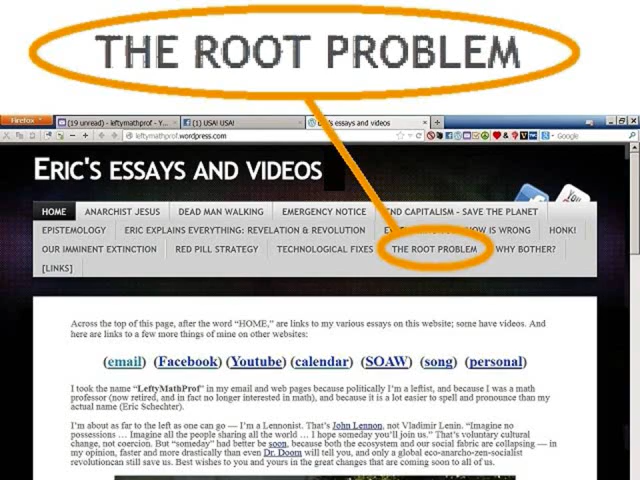 THE ROOT PROBLEM
Firefox
(19 unread) - leftymathprof - Y...
(1) USA! USA!
Eric's essays and videos
leftymathprof.wordpress.com
Google
ERIC'S ESSAYS AND VIDEOS
HOME ANARCHIST JESUS DEAD MAN WALKING EMERGENCY NOTICE END CAPITALISM – SAVE THE PLANET
EPISTEMOLOGY ERIC EXPLAINS EVERYTHING: REVELATION & REVOLUTION HOW IS WRONG HONK!
OUR IMMINENT EXTINCTION RED PILL STRATEGY TECHNOLOGICAL FIXES THE ROOT PROBLEM WHY BOTHER?
[LINKS]
Across the top of this page, after the word “HOME,” are links to my various essays on this website; some have videos. And
here are links to a few more things of mine on other websites:
(email) (Facebook) (Youtube) (calendar) (SOAW) (song) (personal)
I took the name “LeftyMathProf” in my email and web pages because politically I’m a leftist, and because I was a math
professor (now retired, and in fact no longer interested in math), and because it is a lot easier to spell and pronounce than my
actual name (Eric Schechter).
I’m about as far to the left as one can go — I’m a Lennonist. That’s John Lennon, not Vladimir Lenin. “Imagine no
possessions … Imagine all the people sharing all the world … I hope someday you’ll join us.” That’s voluntary cultural
change, not coercion. But “someday” had better be soon, because both the ecosystem and our social fabric are collapsing — in
my opinion, faster and more drastically than even Dr. Doom will tell you, and only a global eco-anarcho-zen-socialist
revolutioncan still save us. Best wishes to you and yours in the great changes that are coming soon to all of us.